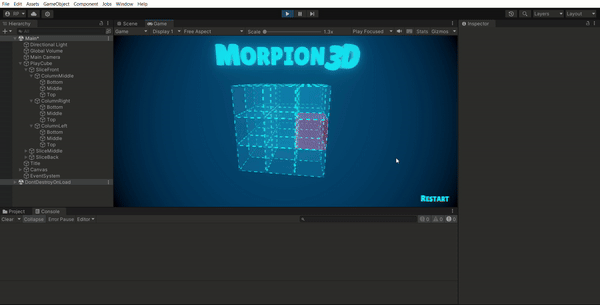 File Edit Assets GameObject Component Jobs Window Help
Layers Layout
Hierarchy Scene Game Inspector
Game Display 1 Free Aspect Scale 1.3x Play Focused Stats Gizmos
All
Main*
Directional Light
Global Volume
Main Camera
PlayCube
SliceFront
ColumnMiddle
Bottom
Middle
Top
ColumnRight
Bottom
Middle
Top
ColumnLeft
Bottom
Middle
Top
SliceMiddle
SliceBack
Title
Canvas
EventSystem
DontDestroyOnLoad
MORPION 3D
RESTART
Project Console
Clear Collapse Error Pause Editor
0 0 0